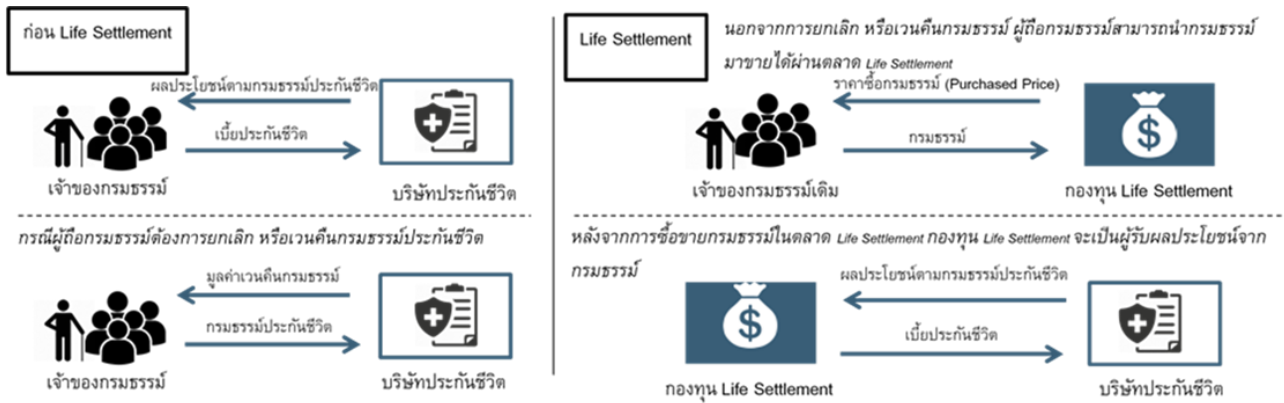 ก่อน Life Settlement
ผลประโยชน์ตามกรมธรรม์ประกันชีวิต
เบี้ยประกันชีวิต
เจ้าของกรมธรรม์
บริษัทประกันชีวิต
กรณีผู้ถือกรมธรรม์ต้องการยกเลิก หรือเวนคืนกรมธรรม์ประกันชีวิต
มูลค่าเวนคืนกรมธรรม์
กรมธรรม์ประกันชีวิต
เจ้าของกรมธรรม์
บริษัทประกันชีวิต
Life Settlement
นอกจากการยกเลิก หรือเวนคืนกรมธรรม์ ผู้ถือกรมธรรม์สามารถนำกรมธรรม์
มาขายได้ผ่านตลาด Life Settlement
ราคาซื้อกรมธรรม์ (Purchased Price)
กรมธรรม์
$
เจ้าของกรมธรรม์เดิม
กองทุน Life Settlement
หลังจากการซื้อขายกรมธรรม์ในตลาด Life Settlement กองทุน Life Settlement จะเป็นผู้รับผลประโยชน์จาก
กรมธรรม์
ผลประโยชน์ตามกรมธรรม์ประกันชีวิต
$
เบี้ยประกันชีวิต
กองทุน Life Settlement
บริษัทประกันชีวิต